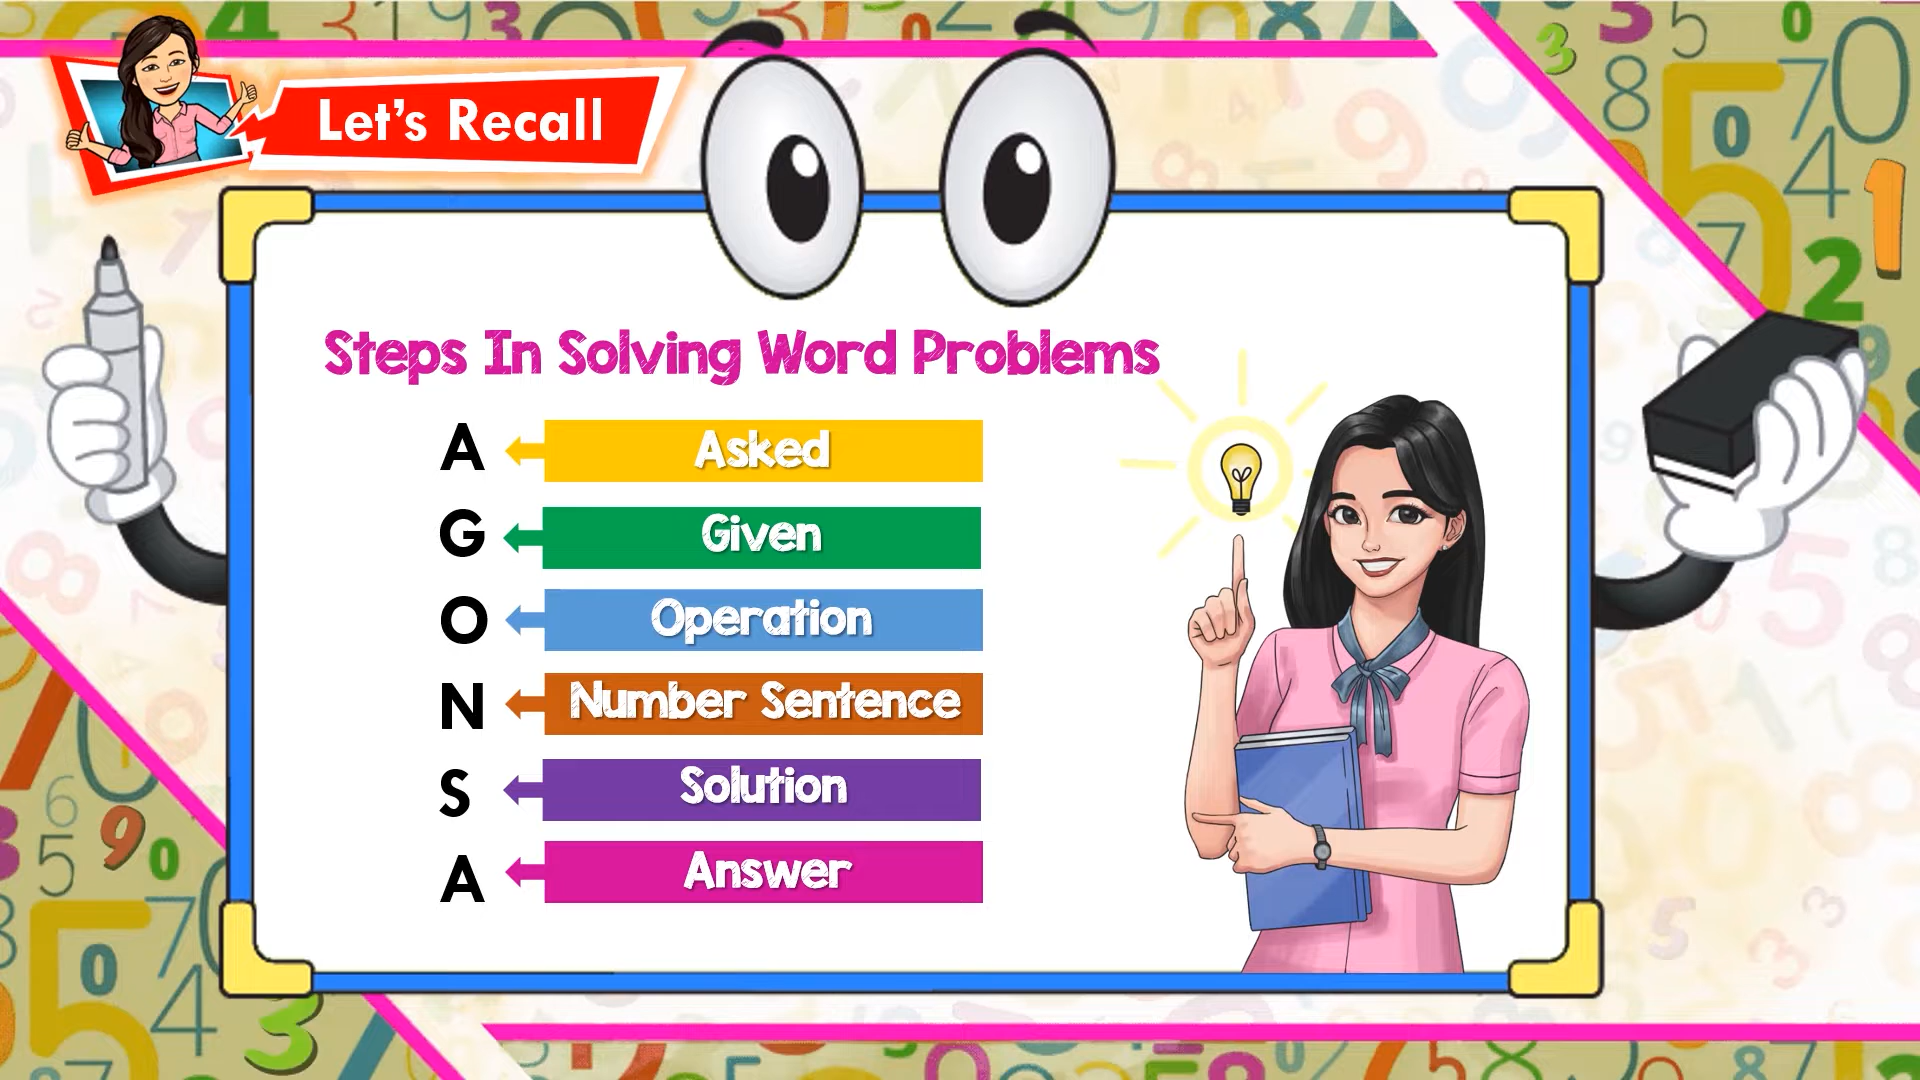 Let's Recall
Steps In Solving Word Problems
A Asked
G Given
O Operation
N Number Sentence
S Solution
A Answer